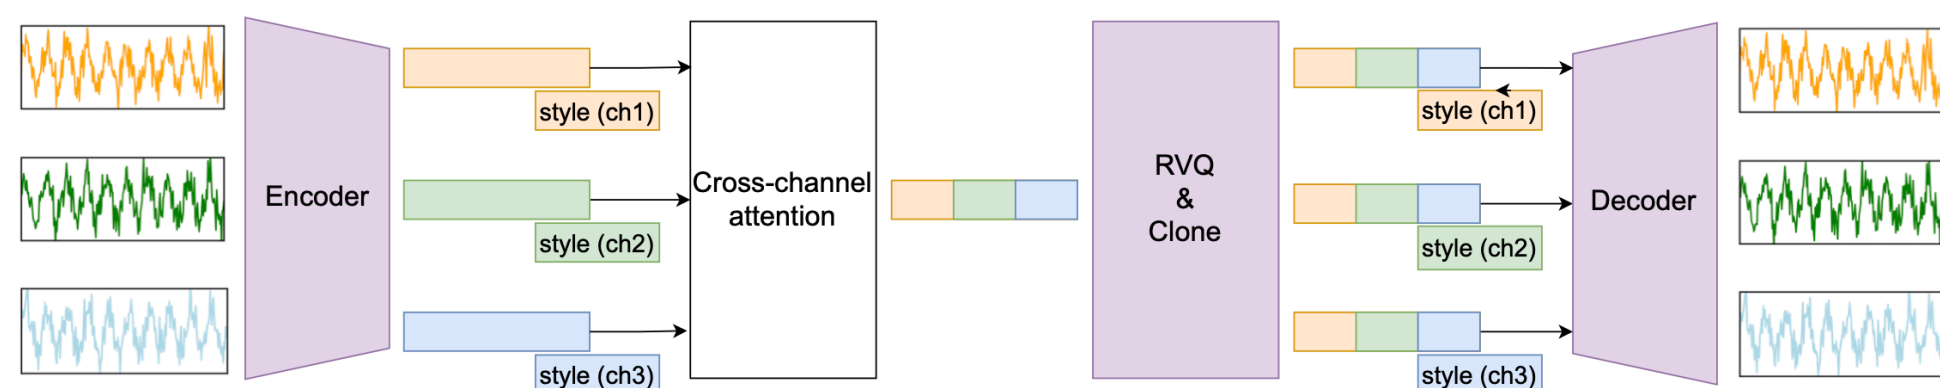 Encoder
style (ch1)
style (ch2)
style (ch3)
Cross-channel
attention
RVQ
&
Clone
style (ch1)
style (ch2)
style (ch3)
Decoder